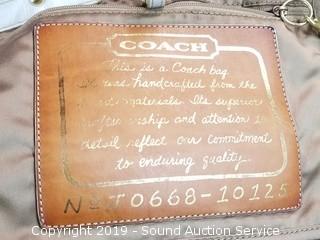 COACH
This is a Coach bag.
It was handcrafted from the
finest materials. Its superior
craftsmanship and attention to
detail reflect our commitment
to enduring quality.
Nº 0668-10125
Copyright 2019 - Sound Auction Service